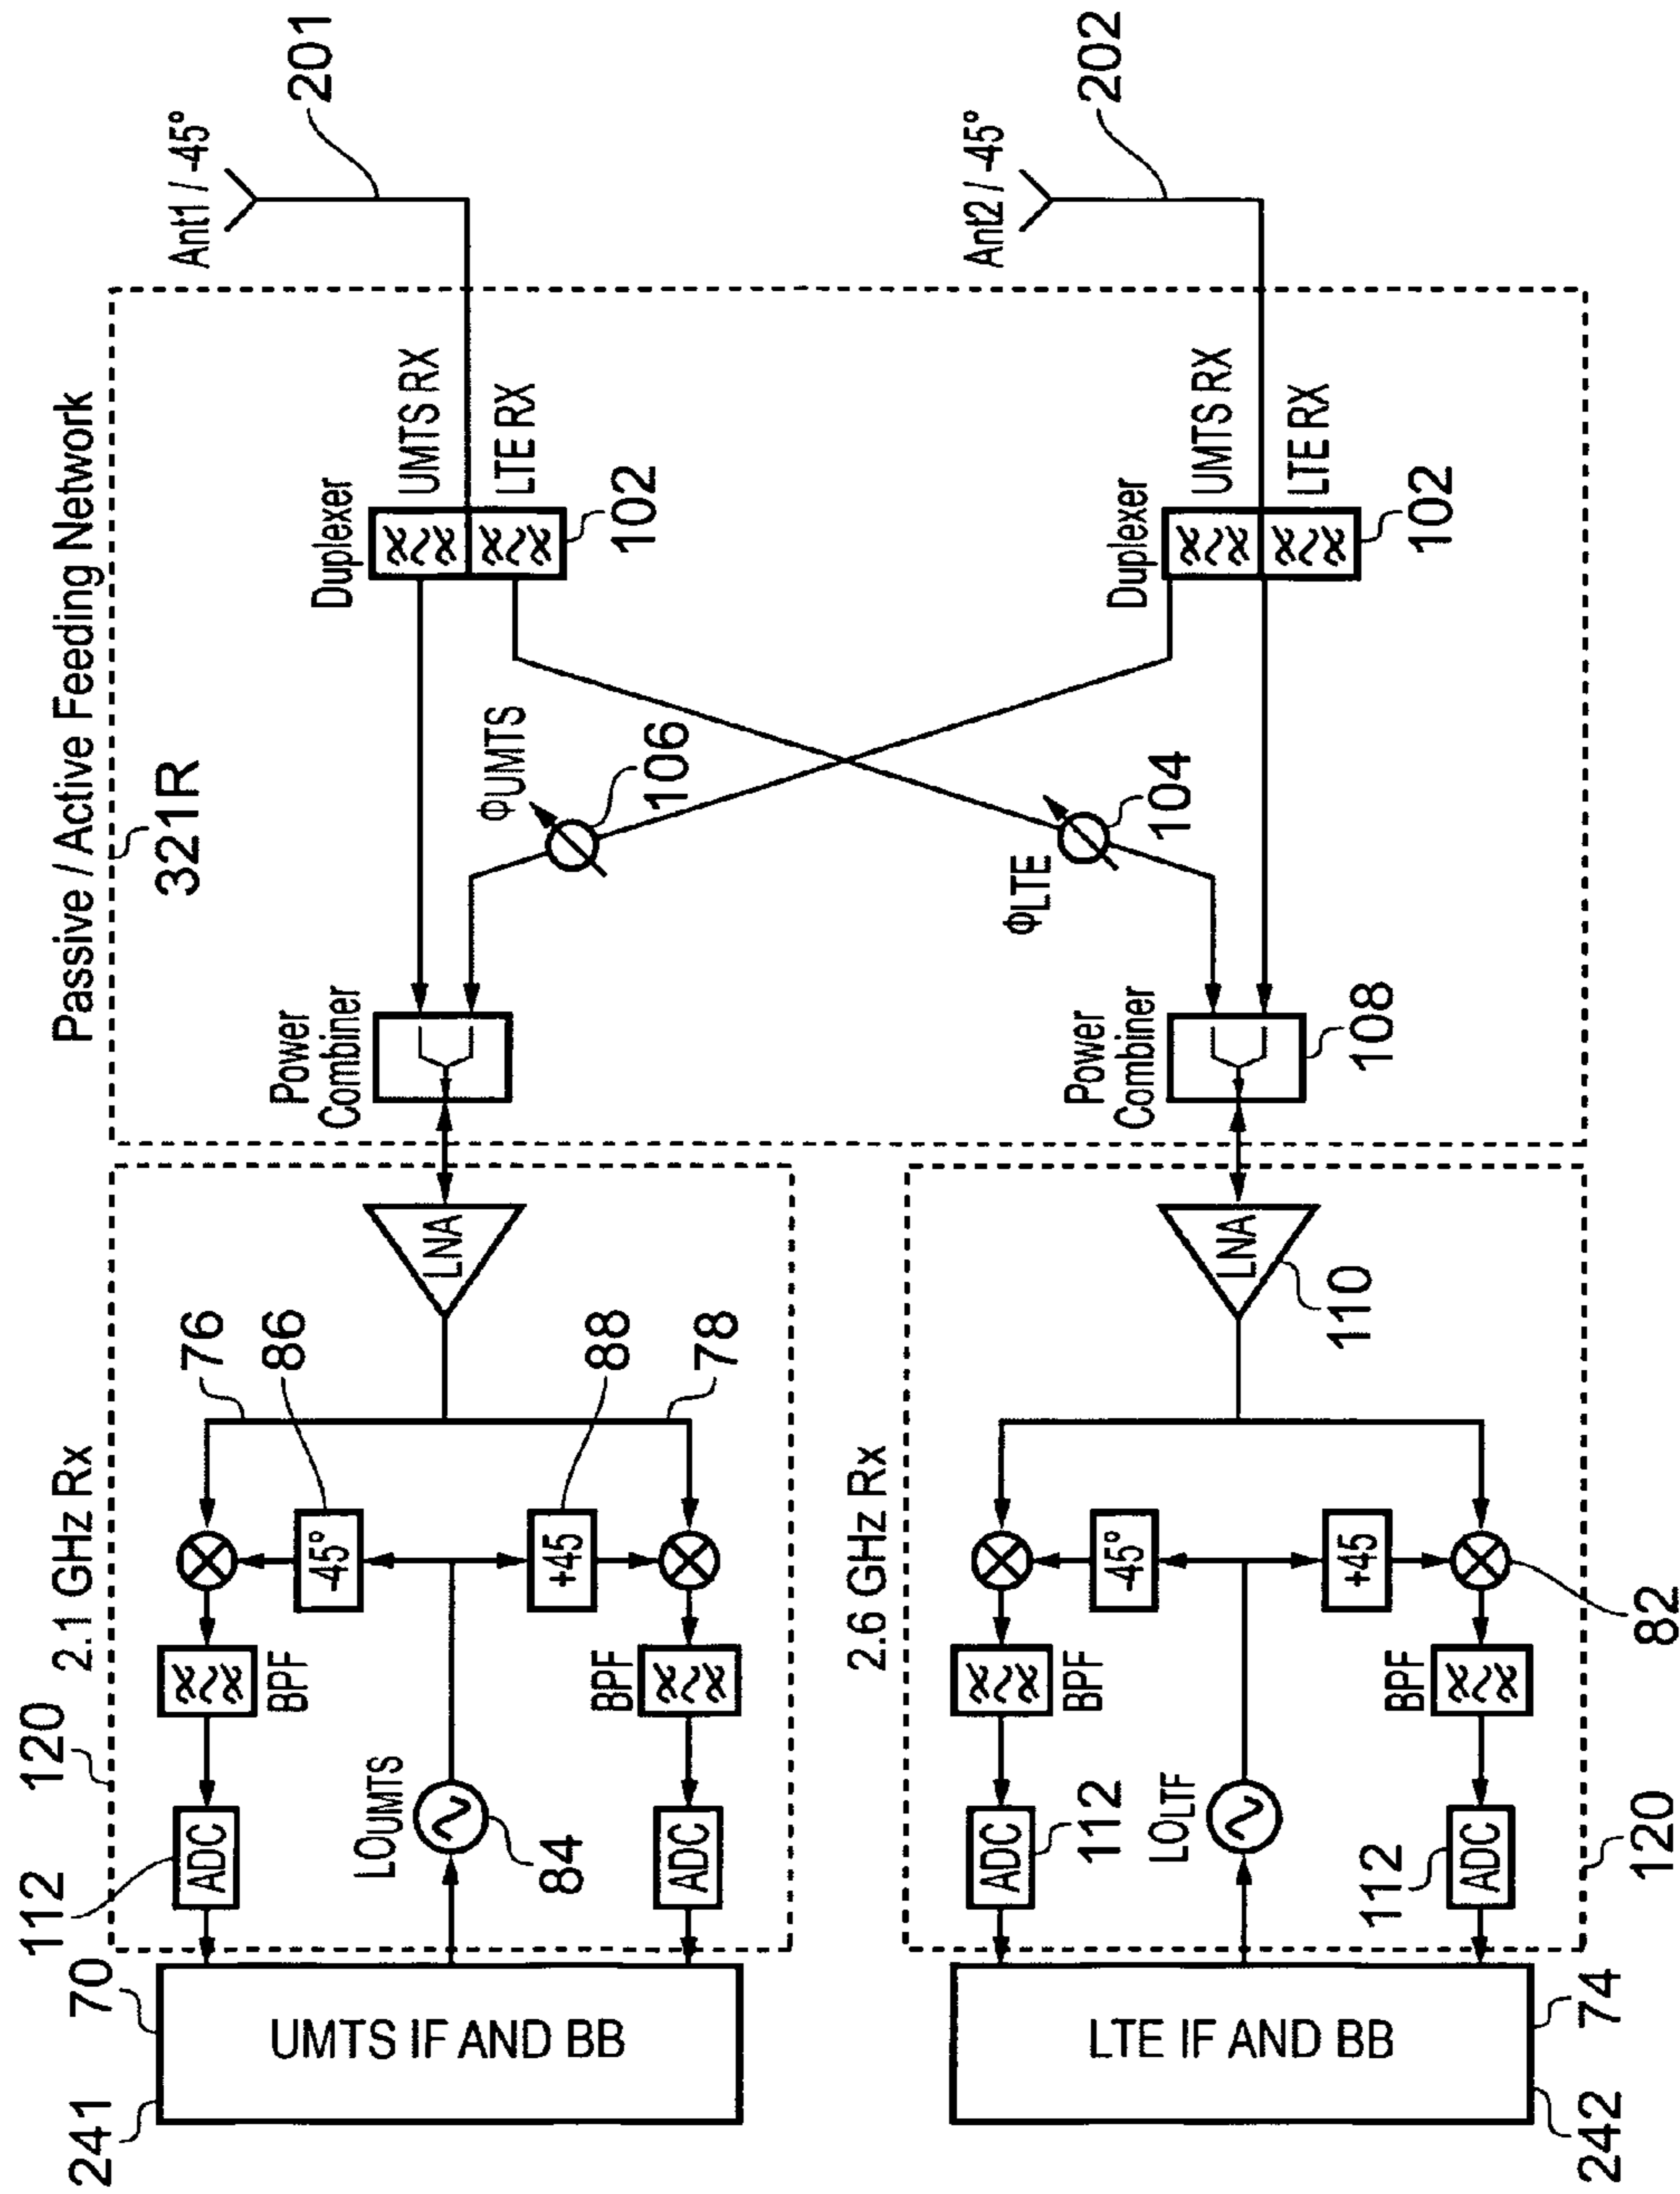 Passive / Active Feeding Network
321R
Ant1 / -45°
201
Ant2 / -45°
202
Duplexer
UMTS RX
LTE RX
102
Duplexer
UMTS RX
LTE RX
102
ΦUMTS
106
ΦLTE
104
Power
Combiner
Power
Combiner
108
120
2.1 GHz Rx
LNA
76
86
88
78
-45°
+45
BPF
BPF
LOUMTS
84
112
ADC
ADC
70
UMTS IF AND BB
241
2.6 GHz Rx
LNA
110
-45°
+45
82
BPF
BPF
LOLTF
ADC
112
ADC
112
120
LTE IF AND BB
74
242